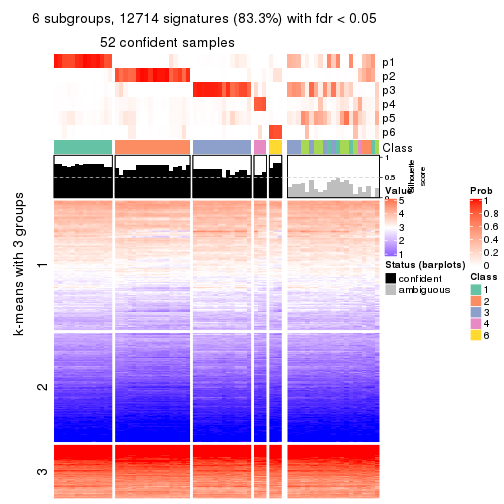 6 subgroups, 12714 signatures (83.3%) with fdr < 0.05
52 confident samples
p1
p2
p3
p4
p5
p6
Class
1
0.5
0
Silhouette
score
k-means with 3 groups
1
2
3
Value
5
4
3
2
1
Status (barplots)
confident
ambiguous
Prob
1
0.8
0.6
0.4
0.2
0
Class
1
2
3
4
6